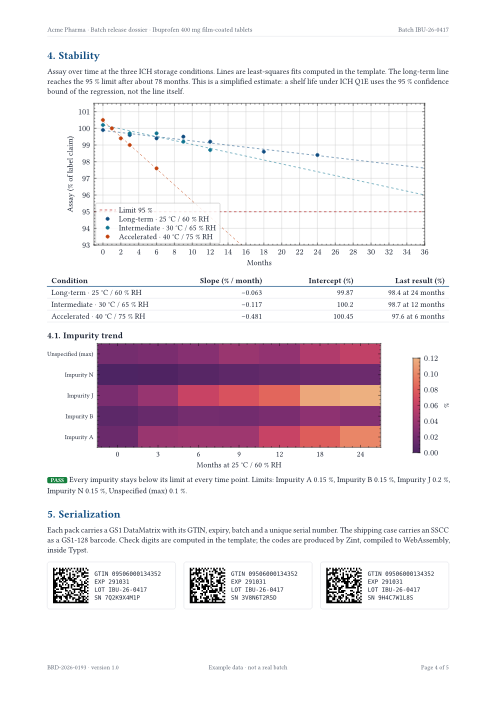 Acme Pharma · Batch release dossier · Ibuprofen 400 mg film-coated tablets
Batch IBU-26-0417
4. Stability
Assay over time at the three ICH storage conditions. Lines are least-squares fits computed in the template. The long-term line
reaches the 95 % limit after about 78 months. This is a simplified estimate: a shelf life under ICH Q1E uses the 95 % confidence
bound of the regression, not the line itself.
101
100
99
98
97
96
95
94
93
Assay (% of label claim)
Limit 95 %
Long-term · 25 °C / 60 % RH
Intermediate · 30 °C / 65 % RH
Accelerated · 40 °C / 75 % RH
0 2 4 6 8 10 12 14 16 18 20 22 24 26 28 30 32 34 36
Months
Condition Slope (% / month) Intercept (%) Last result (%)
Long-term · 25 °C / 60 % RH −0.063 99.87 98.4 at 24 months
Intermediate · 30 °C / 65 % RH −0.117 100.2 98.7 at 12 months
Accelerated · 40 °C / 75 % RH −0.481 100.45 97.6 at 6 months
4.1. Impurity trend
Unspecified (max)
Impurity N
Impurity J
Impurity B
Impurity A
0 3 6 9 12 18 24
Months at 25 °C / 60 % RH
0.12
0.10
0.08
0.06
0.04
0.02
0.00
%
PASS Every impurity stays below its limit at every time point. Limits: Impurity A 0.15 %, Impurity B 0.15 %, Impurity J 0.2 %,
Impurity N 0.15 %, Unspecified (max) 0.1 %.
5. Serialization
Each pack carries a GS1 DataMatrix with its GTIN, expiry, batch and a unique serial number. The shipping case carries an SSCC
as a GS1-128 barcode. Check digits are computed in the template; the codes are produced by Zint, compiled to WebAssembly,
inside Typst.
GTIN 09506000134352
EXP 291031
LOT IBU-26-0417
SN 7Q2K9X4M1P
GTIN 09506000134352
EXP 291031
LOT IBU-26-0417
SN 3V8N6T2R5D
GTIN 09506000134352
EXP 291031
LOT IBU-26-0417
SN 9H4C7W1L8S
BRD-2026-0193 · version 1.0
Example data · not a real batch
Page 4 of 5